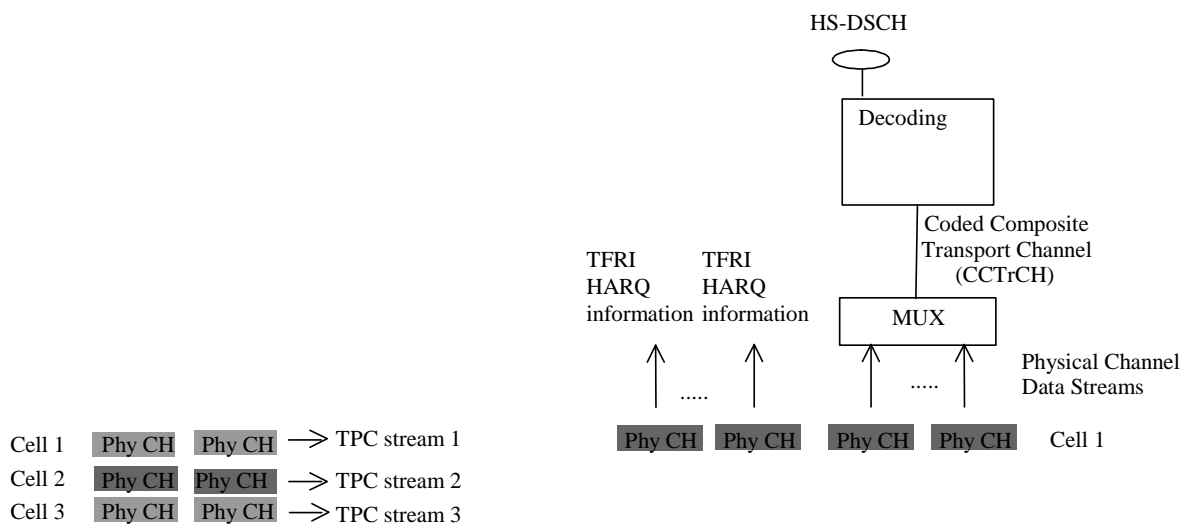 HS-DSCH
Decoding
Coded Composite
Transport Channel
(CCTrCH)
TFRI
HARQ
information
TFRI
HARQ
information
MUX
.....
.....
Physical Channel
Data Streams
Phy CH Phy CH Phy CH Phy CH Cell 1
Cell 1 Phy CH Phy CH TPC stream 1
Cell 2 Phy CH Phy CH TPC stream 2
Cell 3 Phy CH Phy CH TPC stream 3